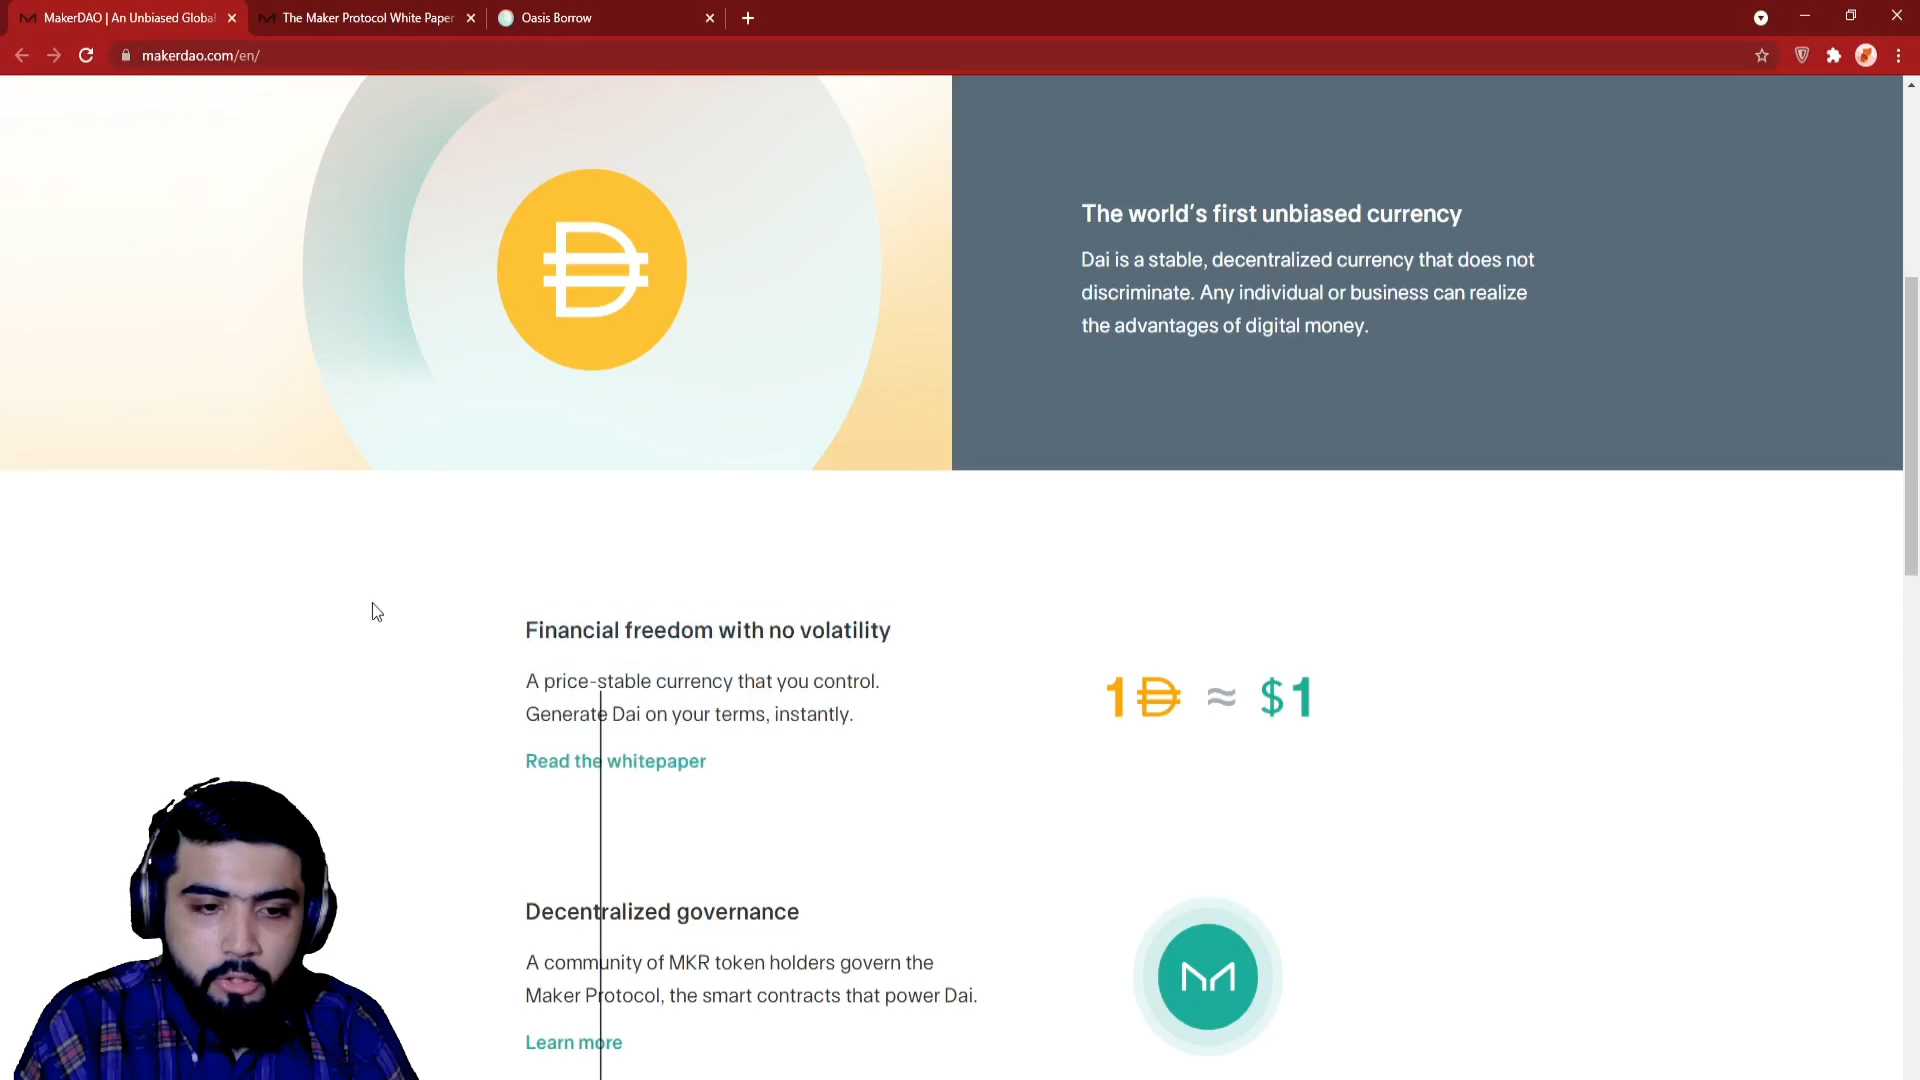 MakerDAO | An Unbiased Global
The Maker Protocol White Paper
Oasis Borrow
makerdao.com/en/
The world's first unbiased currency
Dai is a stable, decentralized currency that does not
discriminate. Any individual or business can realize
the advantages of digital money.
Financial freedom with no volatility
A price-stable currency that you control.
Generate Dai on your terms, instantly.
Read the whitepaper
1 ≈ $1
Decentralized governance
A community of MKR token holders govern the
Maker Protocol, the smart contracts that power Dai.
Learn more